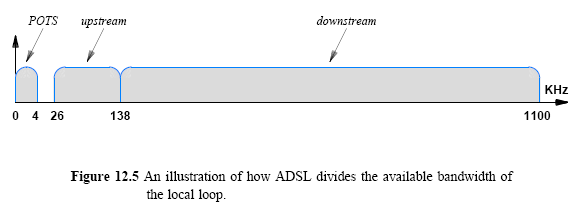 POTS upstream downstream
KHz
0 4 26 138 1100
Figure 12.5 An illustration of how ADSL divides the available bandwidth of
the local loop.